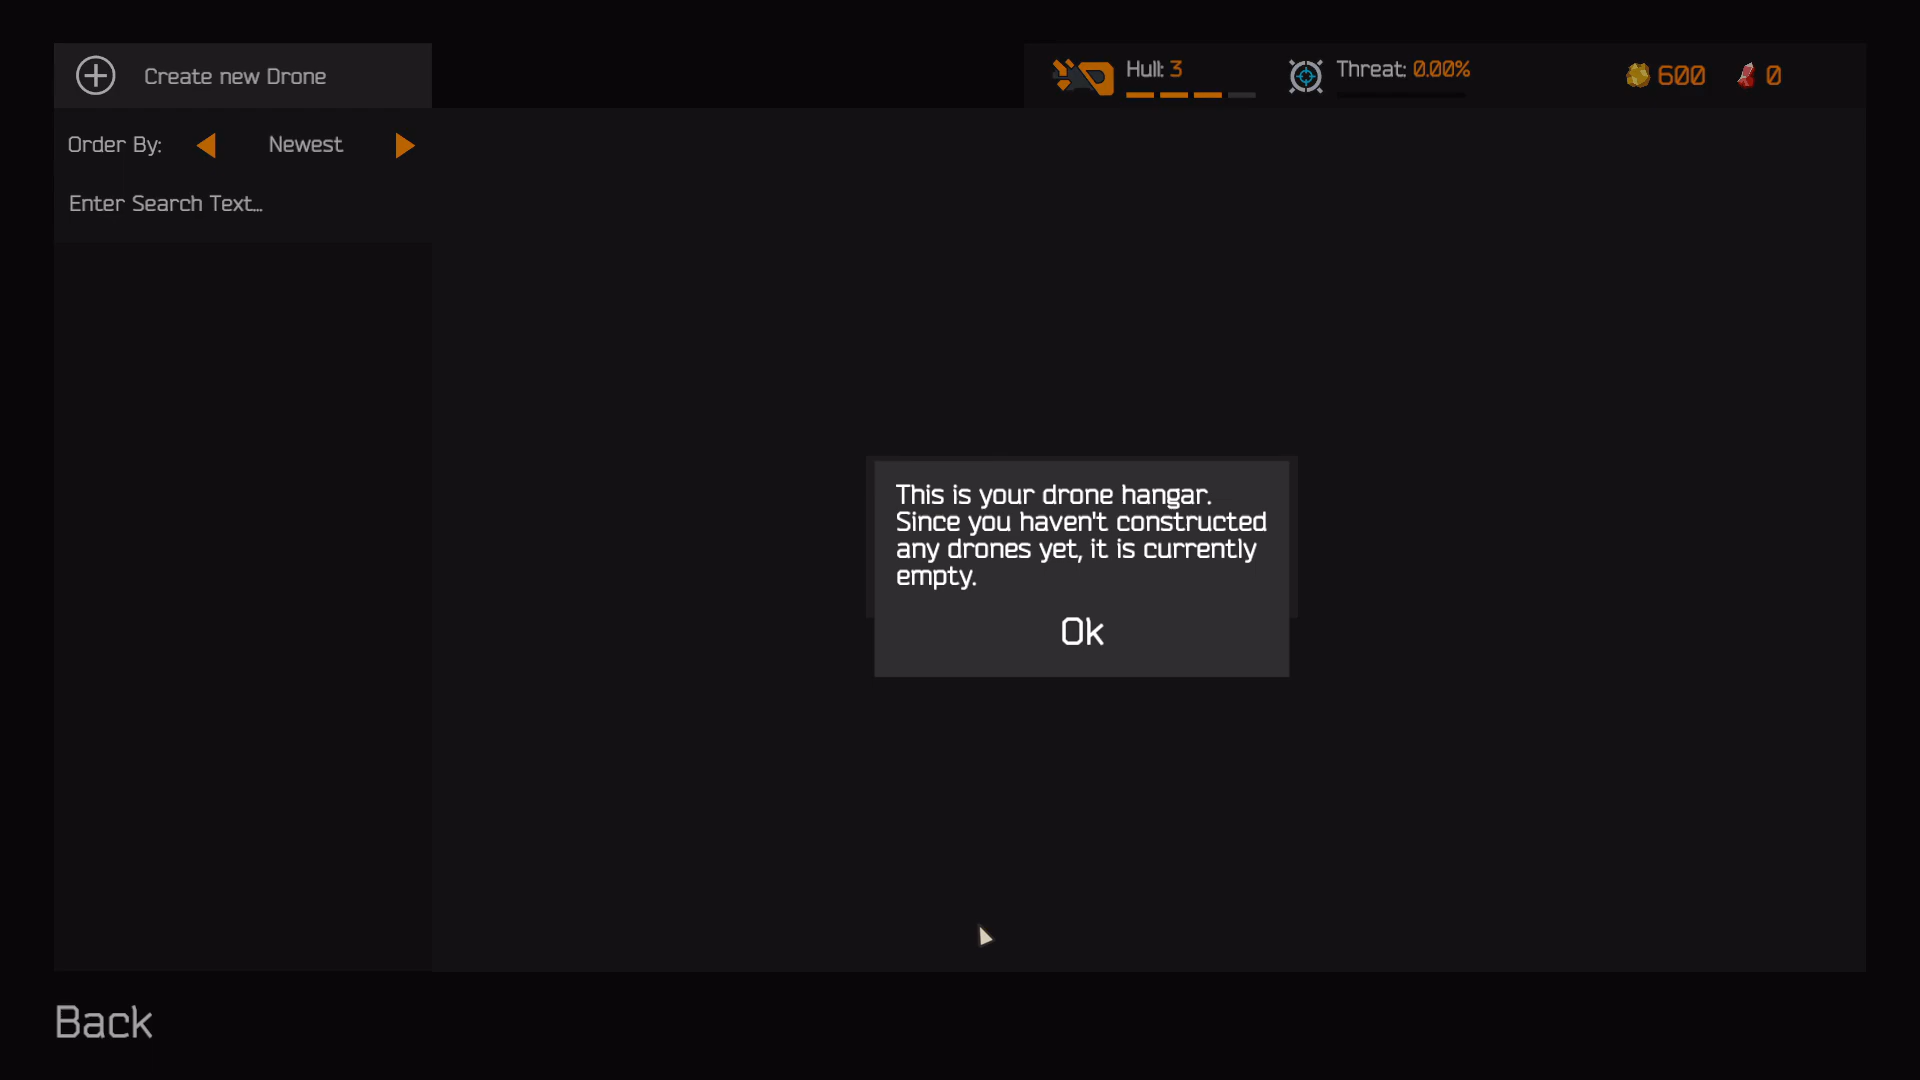 Create new Drone
Hull: 3
Threat: 0.00%
600
0
Order By:
Newest
Enter Search Text...
This is your drone hangar.
Since you haven't constructed
any drones yet, it is currently
empty.
Ok
Back